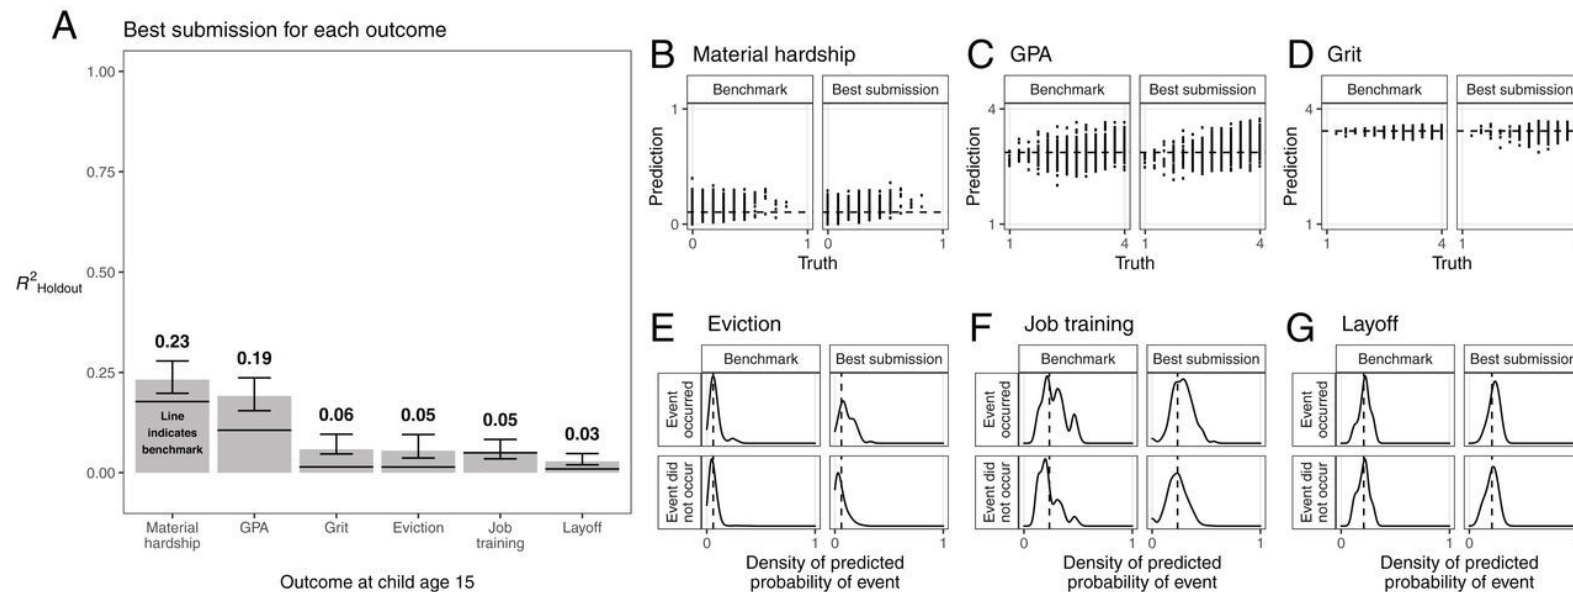 A Best submission for each outcome
1.00
0.75
0.50
0.25
0.00
R² Holdout
0.23
0.19
0.06
0.05
0.05
0.03
Line
indicates
benchmark
Material
hardship
GPA
Grit
Eviction
Job
training
Layoff
Outcome at child age 15
B Material hardship
Benchmark
Best submission
Prediction
1
0
0
1
0
1
Truth
C GPA
Benchmark
Best submission
Prediction
4
1
1
4
1
4
Truth
D Grit
Benchmark
Best submission
Prediction
4
1
1
4
1
Truth
E Eviction
Benchmark
Best submission
Event
occurred
Event did
not occur
0
1
0
1
Density of predicted
probability of event
F Job training
Benchmark
Best submission
Event
occurred
Event did
not occur
0
1
0
1
Density of predicted
probability of event
G Layoff
Benchmark
Best submission
Event
occurred
Event did
not occur
0
1
0
Density of predicted
probability of event